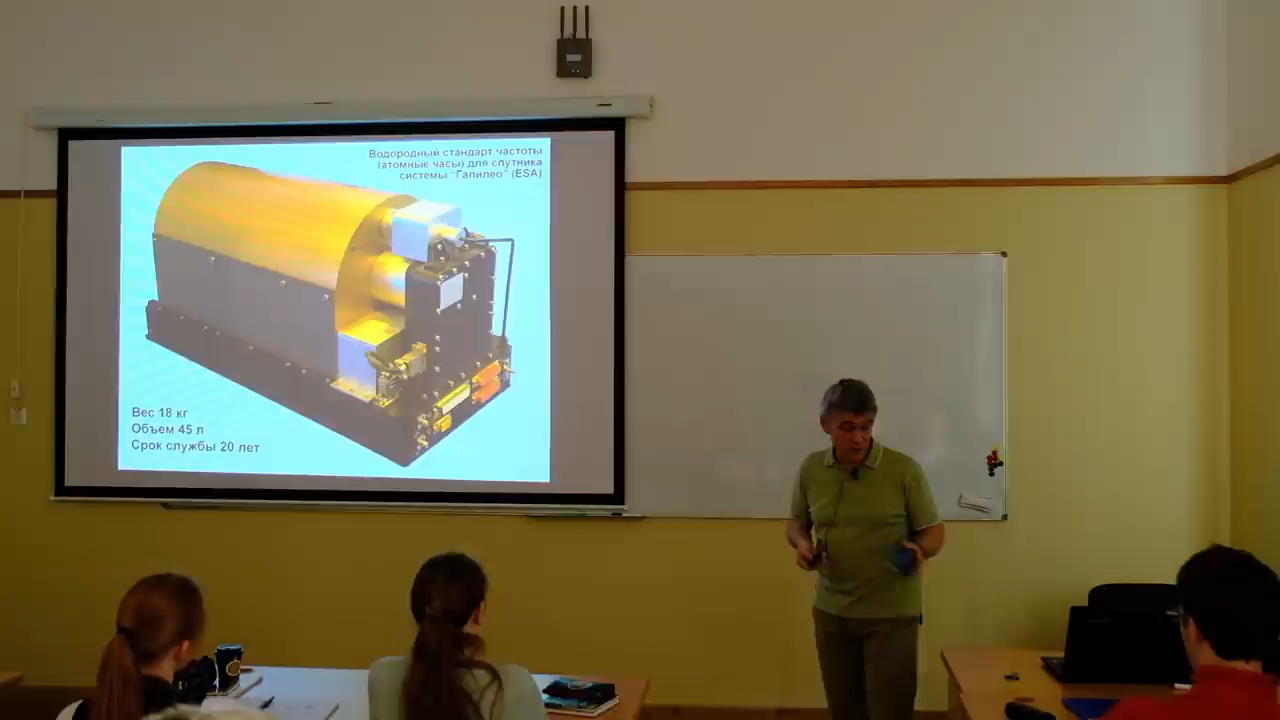 Водородный стандарт частоты
(атомные часы) для спутника
системы "Галилео" (ESA)
Вес 18 кг
Объем 45 л
Срок службы 20 лет